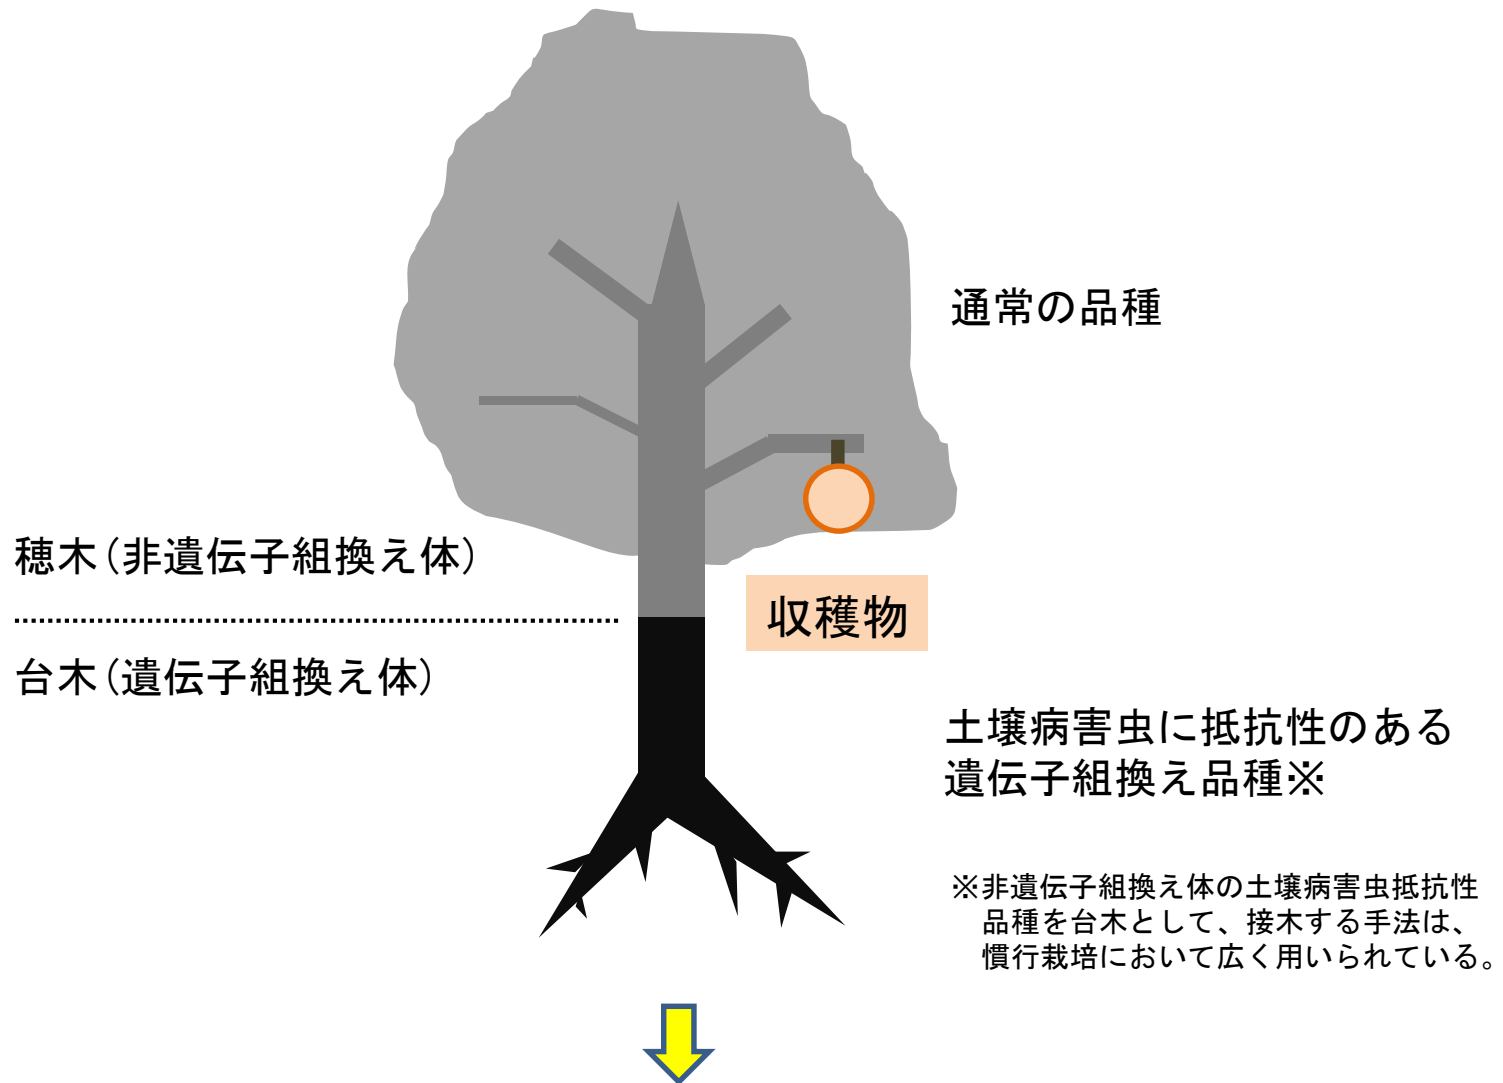 通常の品種
穂木(非遺伝子組換え体)
収穫物
台木(遺伝子組換え体)
土壌病害虫に抵抗性のある
遺伝子組換え品種※
※非遺伝子組換え体の土壌病害虫抵抗性
品種を台木として、接木する手法は、
慣行栽培において広く用いられている。